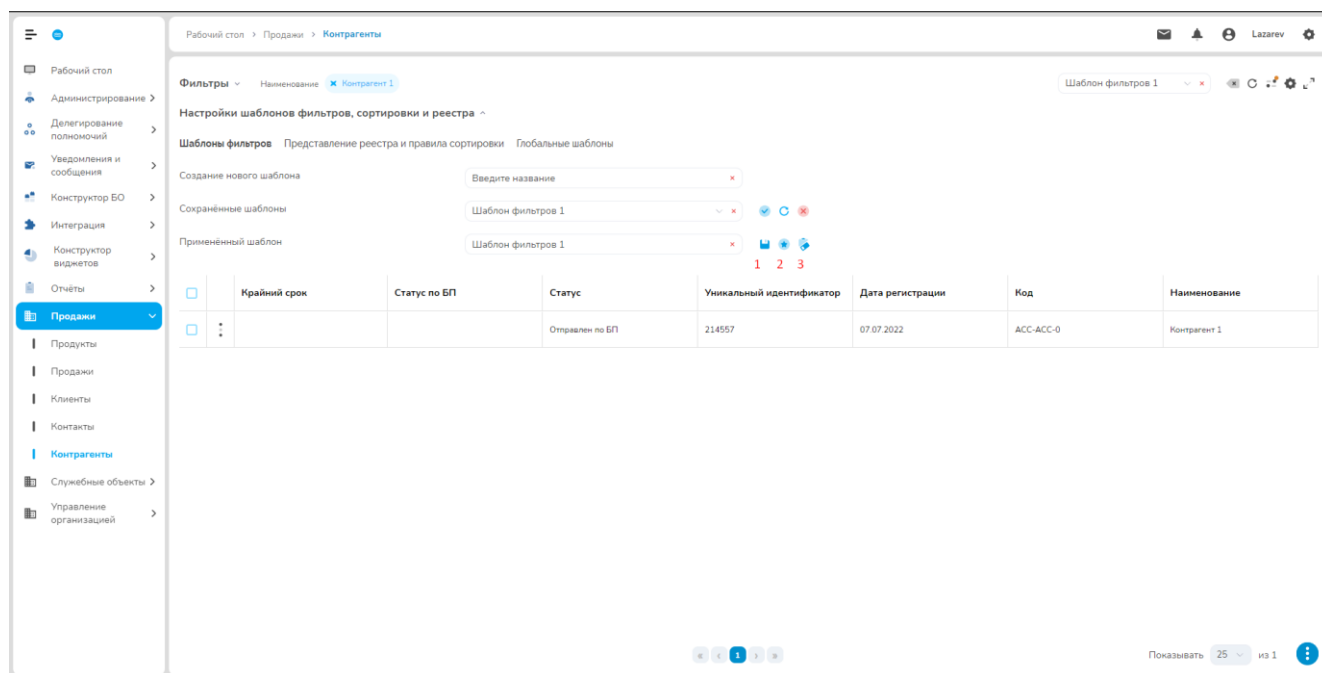 Рабочий стол > Продажи > Контрагенты
Lazarev
Рабочий стол
Администрирование
Делегирование
полномочий
Уведомления и
сообщения
Конструктор БО
Интеграция
Конструктор
виджетов
Отчёты
Продажи
Продукты
Продажи
Клиенты
Контакты
Контрагенты
Служебные объекты
Управление
организацией
Фильтры Наименование × Контрагент 1 Шаблон фильтров 1
Настройки шаблонов фильтров, сортировки и реестра
Шаблоны фильтров Представление реестра и правила сортировки Глобальные шаблоны
Создание нового шаблона Введите название
Сохранённые шаблоны Шаблон фильтров 1
Применённый шаблон Шаблон фильтров 1
1 2 3
Крайний срок Статус по БП Статус Уникальный идентификатор Дата регистрации Код Наименование
Отправлен по БП 214557 07.07.2022 ACC-ACC-0 Контрагент 1
« ‹ 1 › »
Показывать 25 из 1